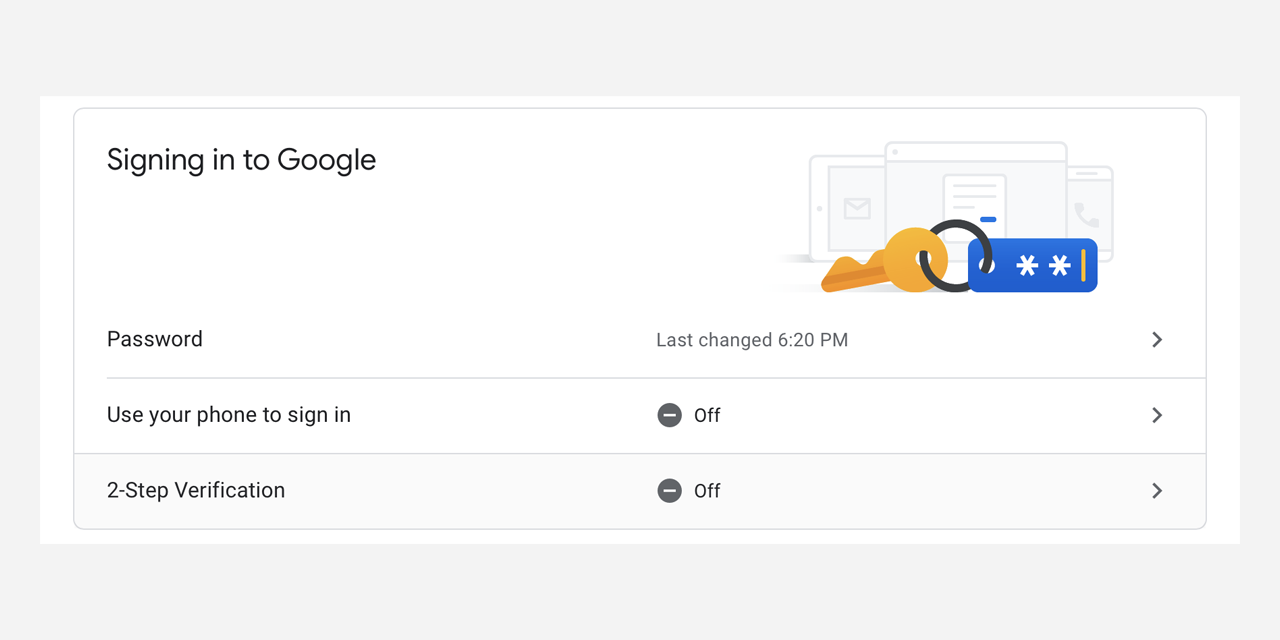 Signing in to Google
**
Password Last changed 6:20 PM
Use your phone to sign in Off
2-Step Verification Off